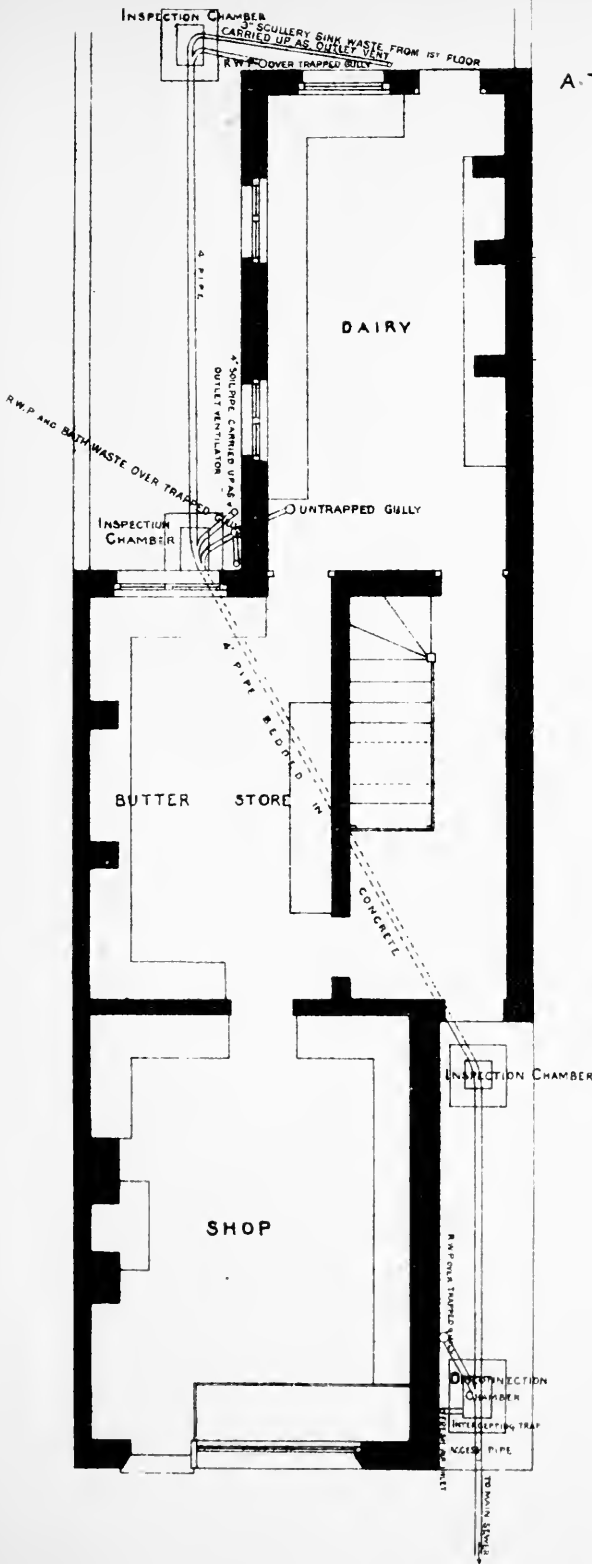 INSPECTION CHAMBER
3" SCULLERY SINK WASTE FROM 1ST FLOOR
CARRIED UP AS OUTLET VENT
R.W.P OVER TRAPPED GULLY
A.
4" PIPE
DAIRY
4" SOILPIPE CARRIED UP AS
OUTLET VENTILATOR
R.W.P AND BATH WASTE OVER TRAPPED GULLY
UNTRAPPED GULLY
INSPECTION
CHAMBER
4" PIPE BEDDED IN CONCRETE
BUTTER STORE
INSPECTION CHAMBER
SHOP
R.W.P OVER TRAPPED
DISCONNECTION
CHAMBER
INTERCEPTING TRAP
ACCESS PIPE
INLET
TO MAIN SEWER